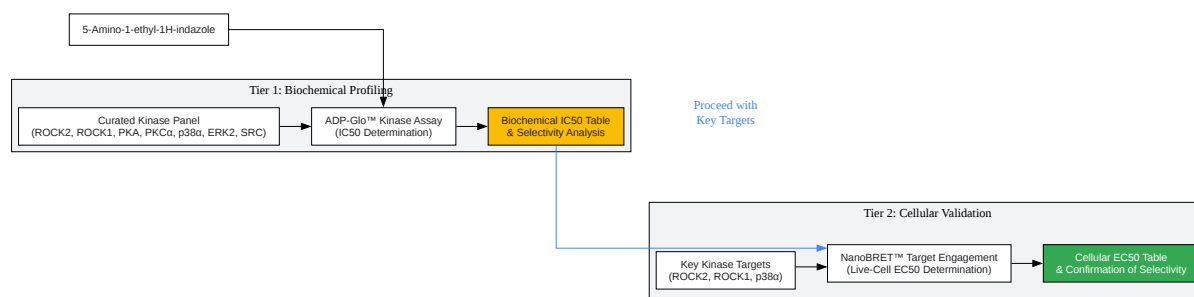 5-Amino-1-ethyl-1H-indazole
Tier 1: Biochemical Profiling
Curated Kinase Panel
(ROCK2, ROCK1, PKA, PKCα, p38α, ERK2, SRC)
ADP-Glo™ Kinase Assay
(IC50 Determination)
Biochemical IC50 Table
& Selectivity Analysis
Proceed with
Key Targets
Tier 2: Cellular Validation
Key Kinase Targets
(ROCK2, ROCK1, p38α)
NanoBRET™ Target Engagement
(Live-Cell EC50 Determination)
Cellular EC50 Table
& Confirmation of Selectivity